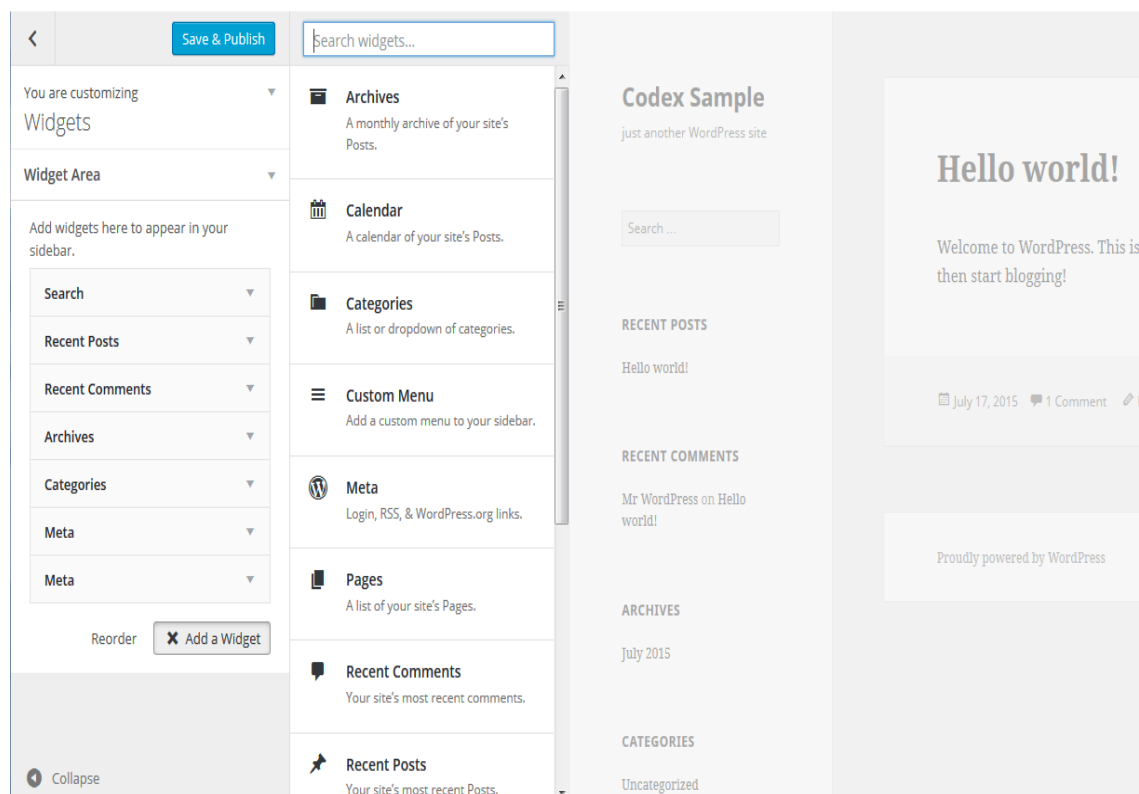 Save & Publish
You are customizing
Widgets
Widget Area
Add widgets here to appear in your
sidebar.
Search
Recent Posts
Recent Comments
Archives
Categories
Meta
Meta
Reorder
Add a Widget
Collapse
Search widgets...
Archives
A monthly archive of your site's
Posts.
Calendar
A calendar of your site's Posts.
Categories
A list or dropdown of categories.
Custom Menu
Add a custom menu to your sidebar.
Meta
Login, RSS, & WordPress.org links.
Pages
A list of your site's Pages.
Recent Comments
Your site's most recent comments.
Recent Posts
Your site's most recent Posts.
Codex Sample
just another WordPress site
Search ...
RECENT POSTS
Hello world!
RECENT COMMENTS
Mr WordPress on Hello
world!
ARCHIVES
July 2015
CATEGORIES
Uncategorized
Hello world!
Welcome to WordPress. This is
then start blogging!
July 17, 2015 1 Comment
Proudly powered by WordPress